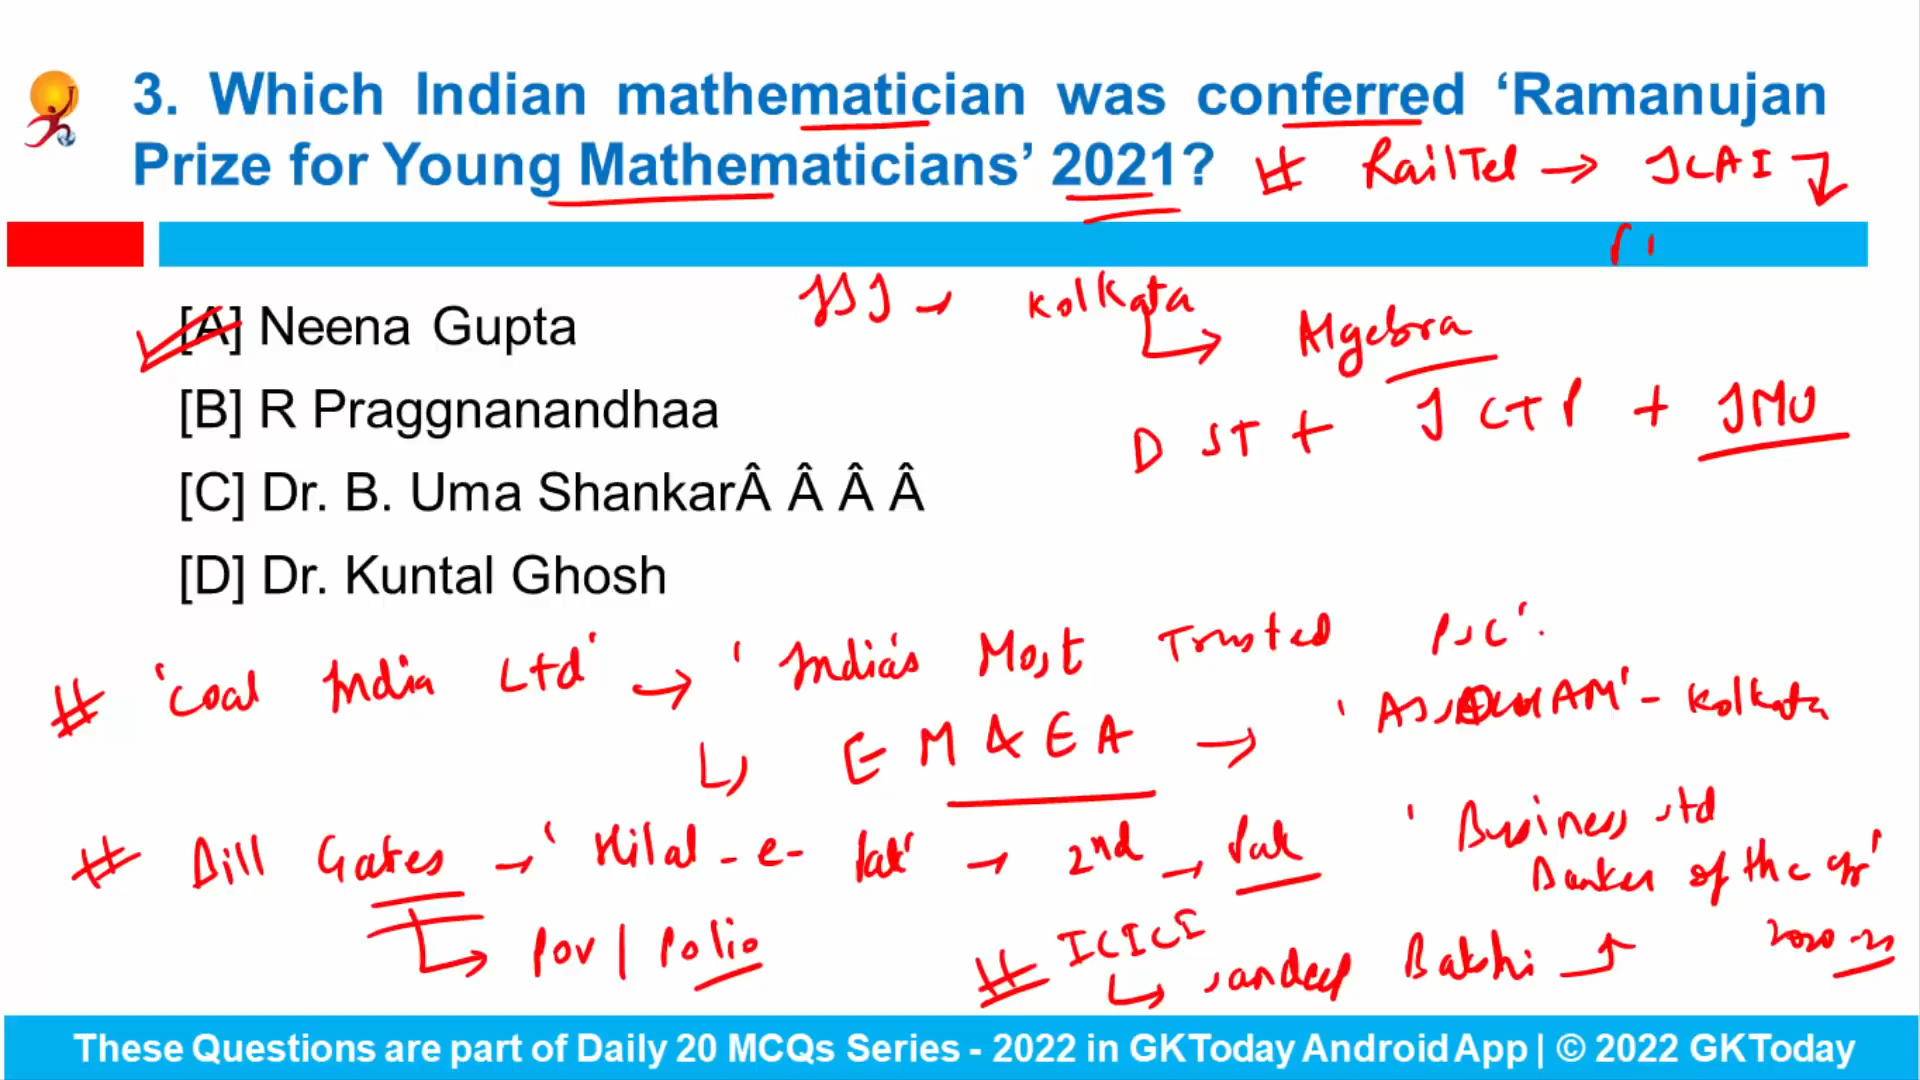 3. Which Indian mathematician was conferred ‘Ramanujan
Prize for Young Mathematicians’ 2021?
# RailTel → ICAI
[A] Neena Gupta
ISI → Kolkata
Algebra
[B] R Praggnanandhaa
DST + ICTP + IMU
[C] Dr. B. Uma ShankarÂ Â Â Â
[D] Dr. Kuntal Ghosh
# 'Coal India Ltd' → 'India's Most Trusted PSC'.
EM&EA → - Kolkata
# Bill Gates → 'Hilal-e-Pak' → 2nd → Pak
Pov | Polio
'Business Std
Banker of the yr'
2020-21
# ICICI
Sandeep Bakshi
These Questions are part of Daily 20 MCQs Series - 2022 in GKToday Android App | © 2022 GKToday